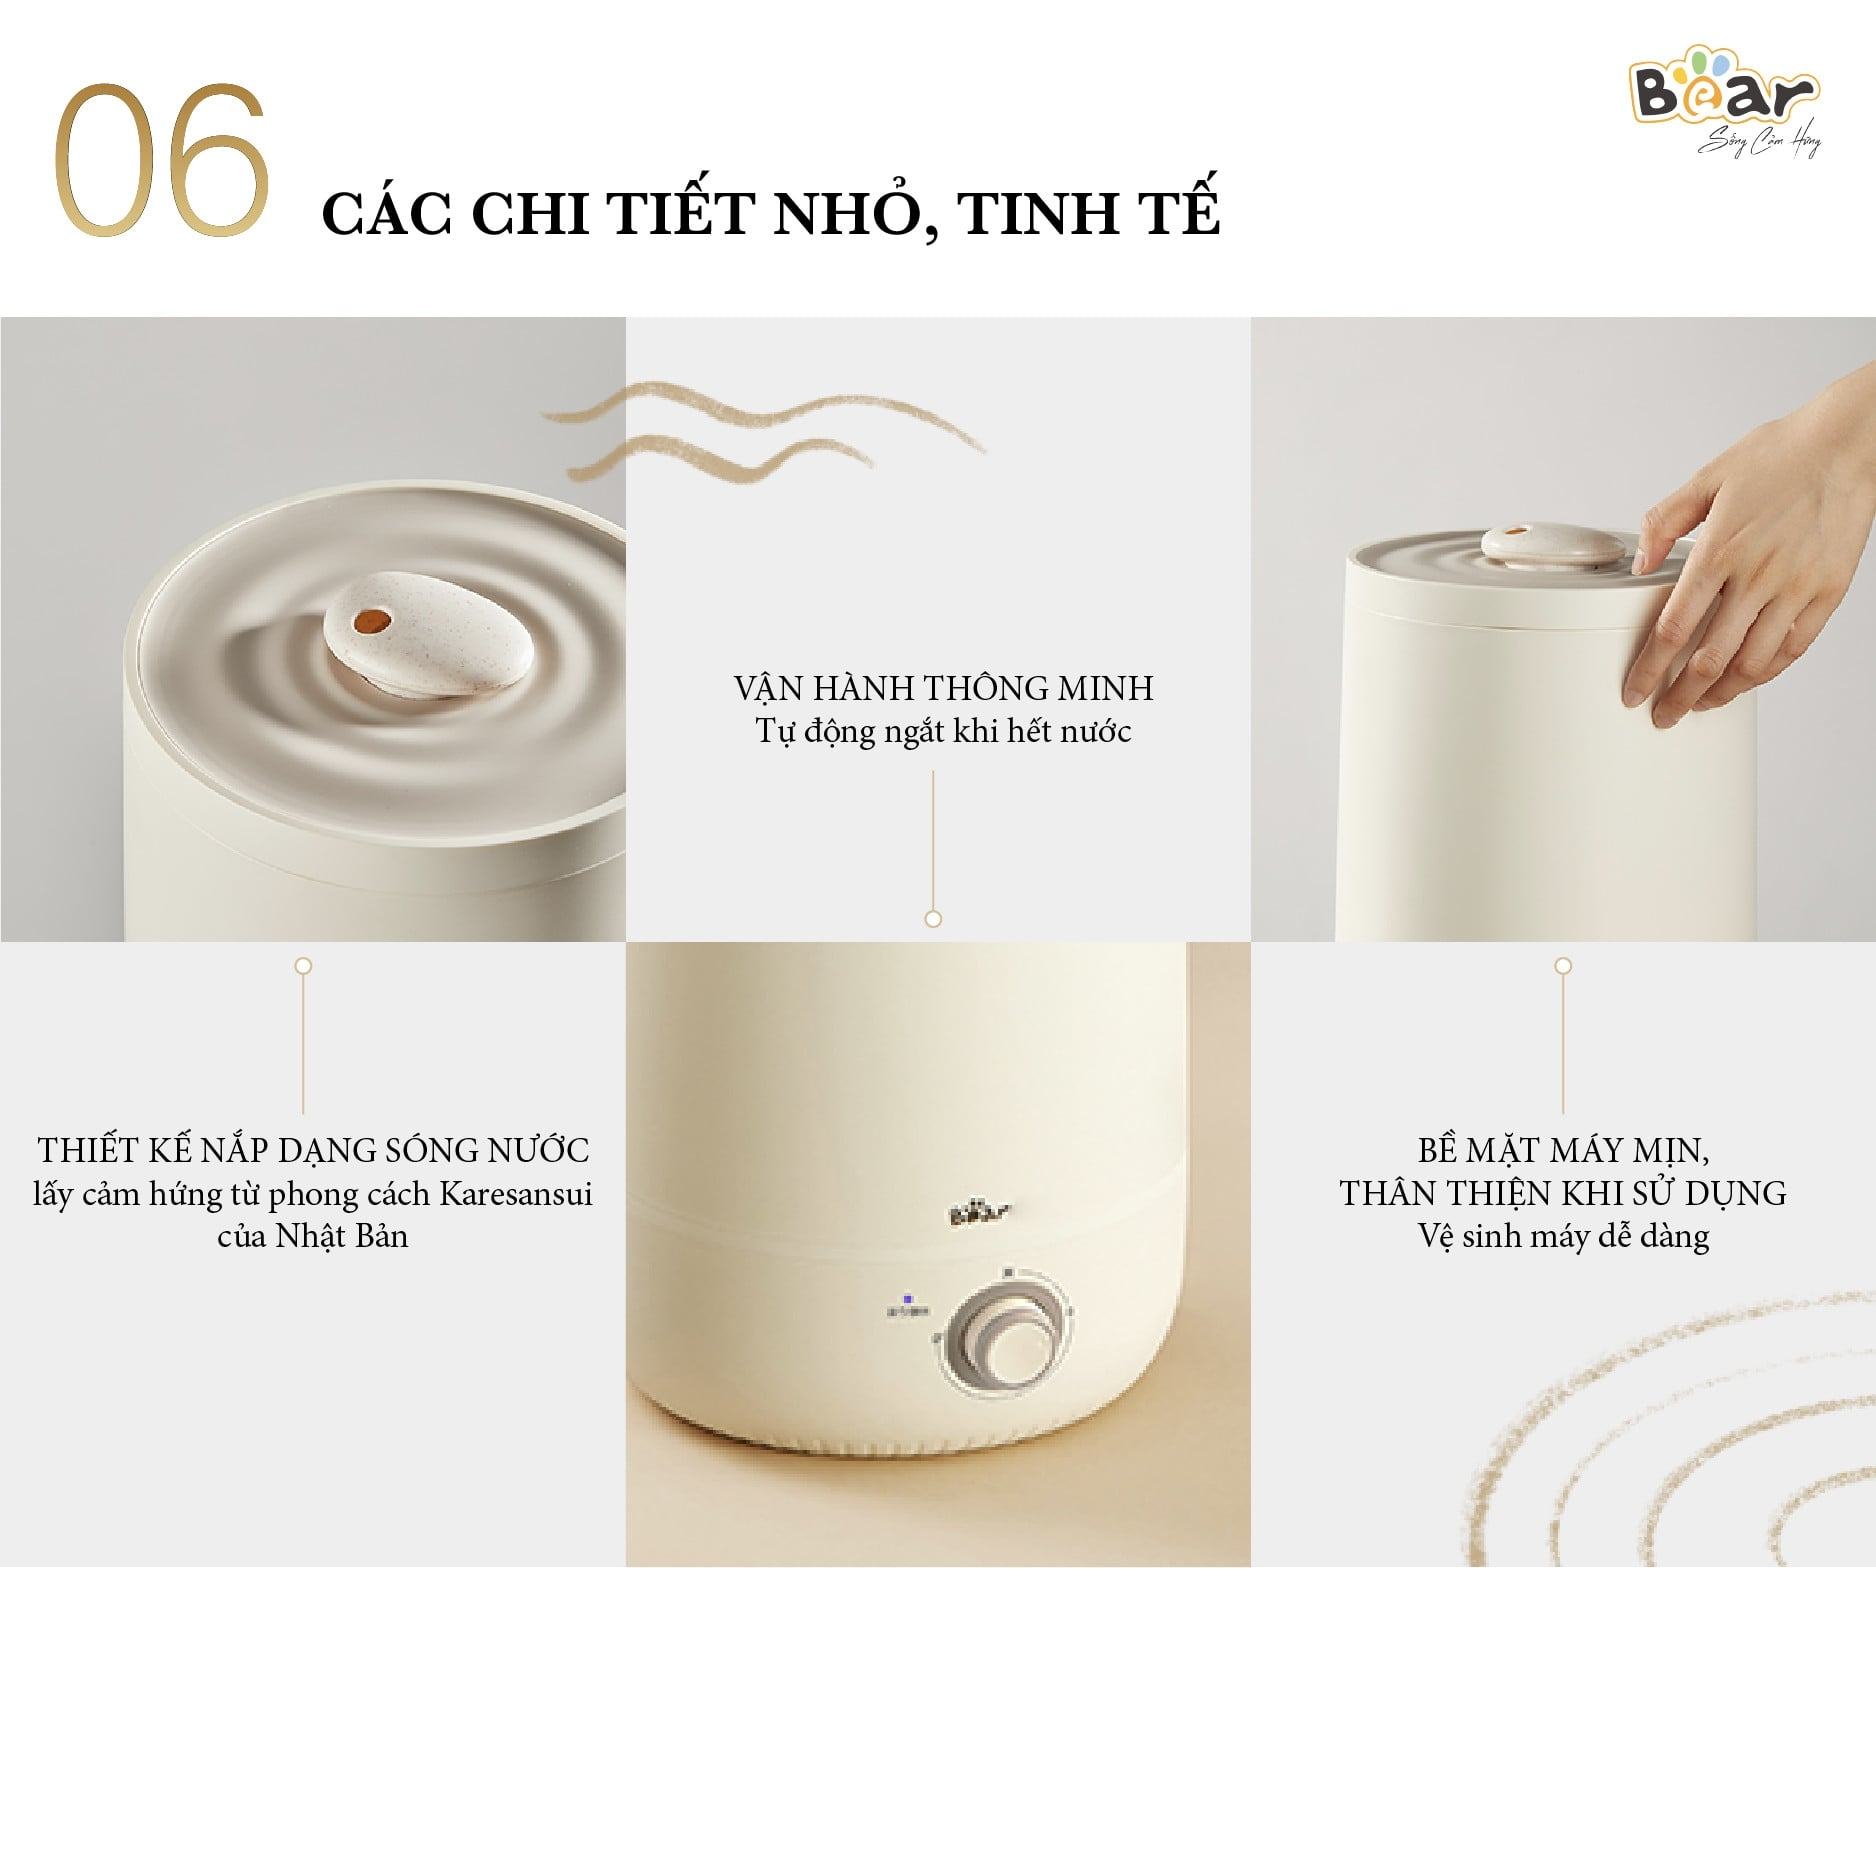 06
Bear
Sống Cảm Hứng
CÁC CHI TIẾT NHỎ, TINH TẾ
VẬN HÀNH THÔNG MINH
Tự động ngắt khi hết nước
THIẾT KẾ NẮP DẠNG SÓNG NƯỚC
lấy cảm hứng từ phong cách Karesansui
của Nhật Bản
Bear
BỀ MẶT MÁY MỊN,
THÂN THIỆN KHI SỬ DỤNG
Vệ sinh máy dễ dàng